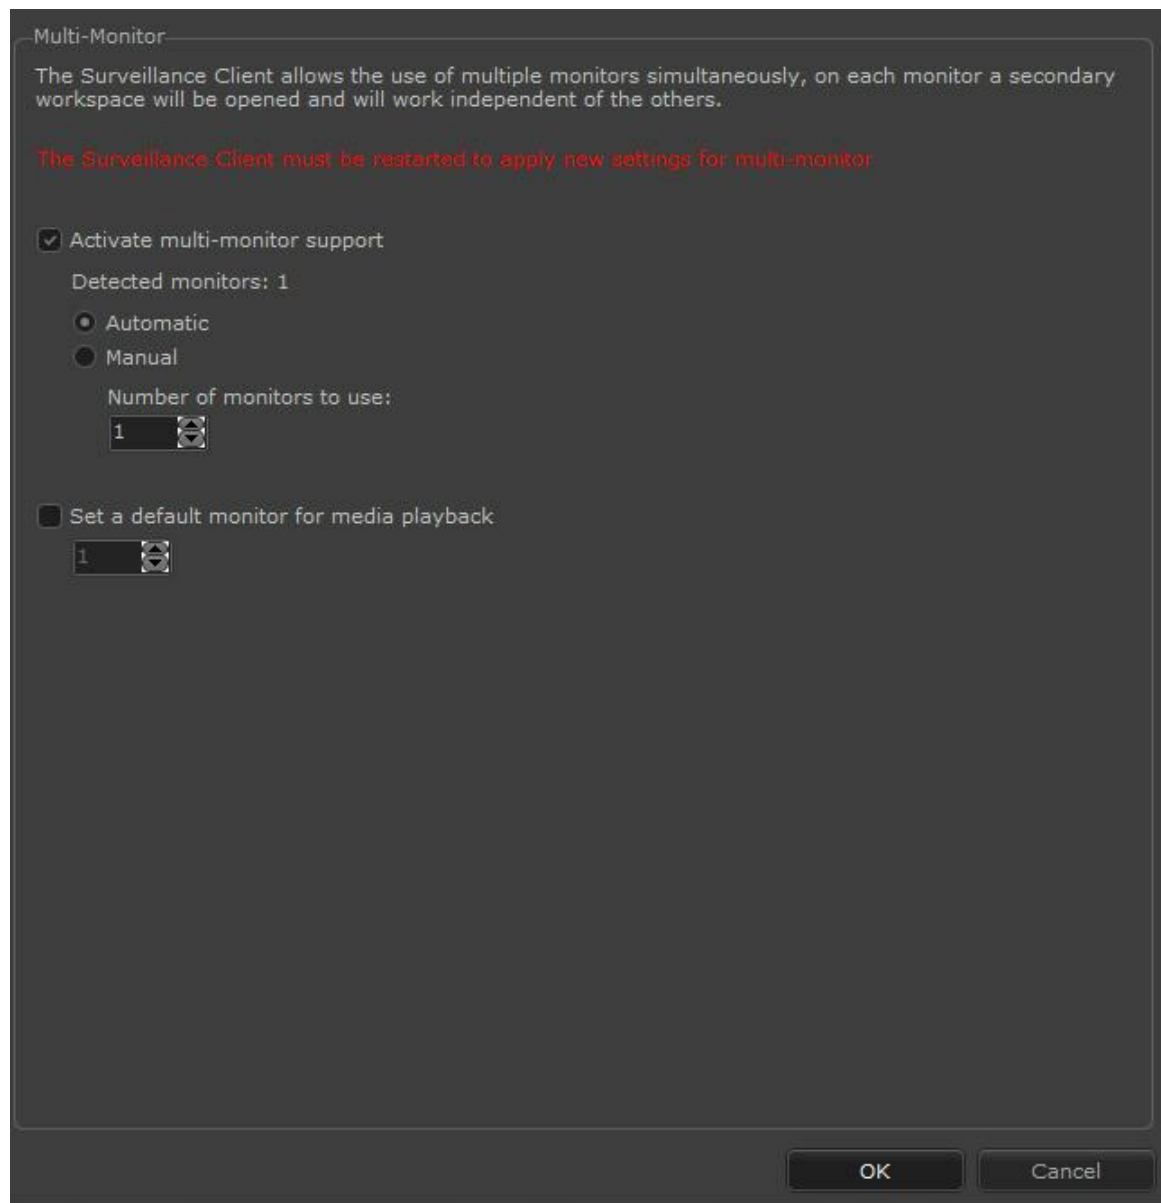 Multi-Monitor
The Surveillance Client allows the use of multiple monitors simultaneously, on each monitor a secondary
workspace will be opened and will work independent of the others.
The Surveillance Client must be restarted to apply new settings for multi-monitor
Activate multi-monitor support
Detected monitors: 1
Automatic
Manual
Number of monitors to use:
1
Set a default monitor for media playback
1
OK Cancel